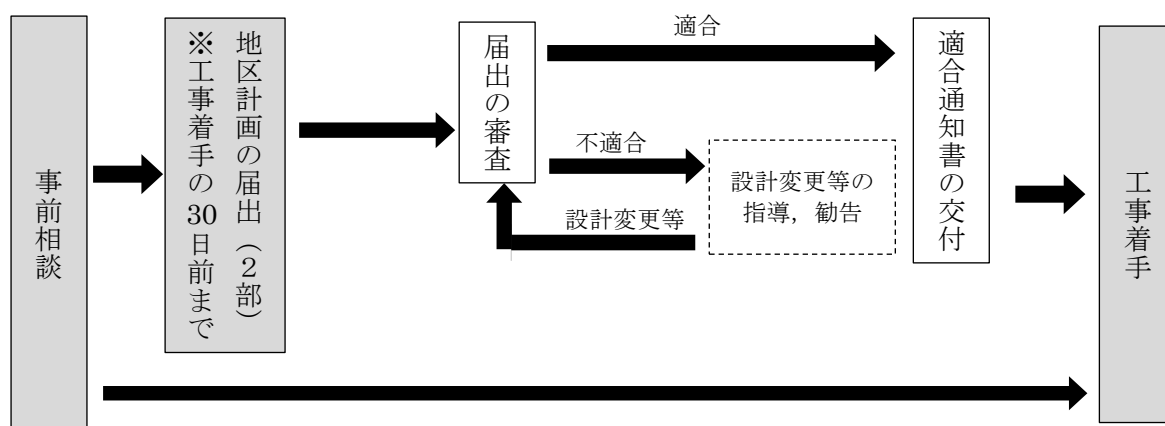 事前相談
地区計画の届出（２部）
※工事着手の30日前まで
届出の審査
適合
不適合
設計変更等の
指導，勧告
設計変更等
適合通知書の交付
工事着手